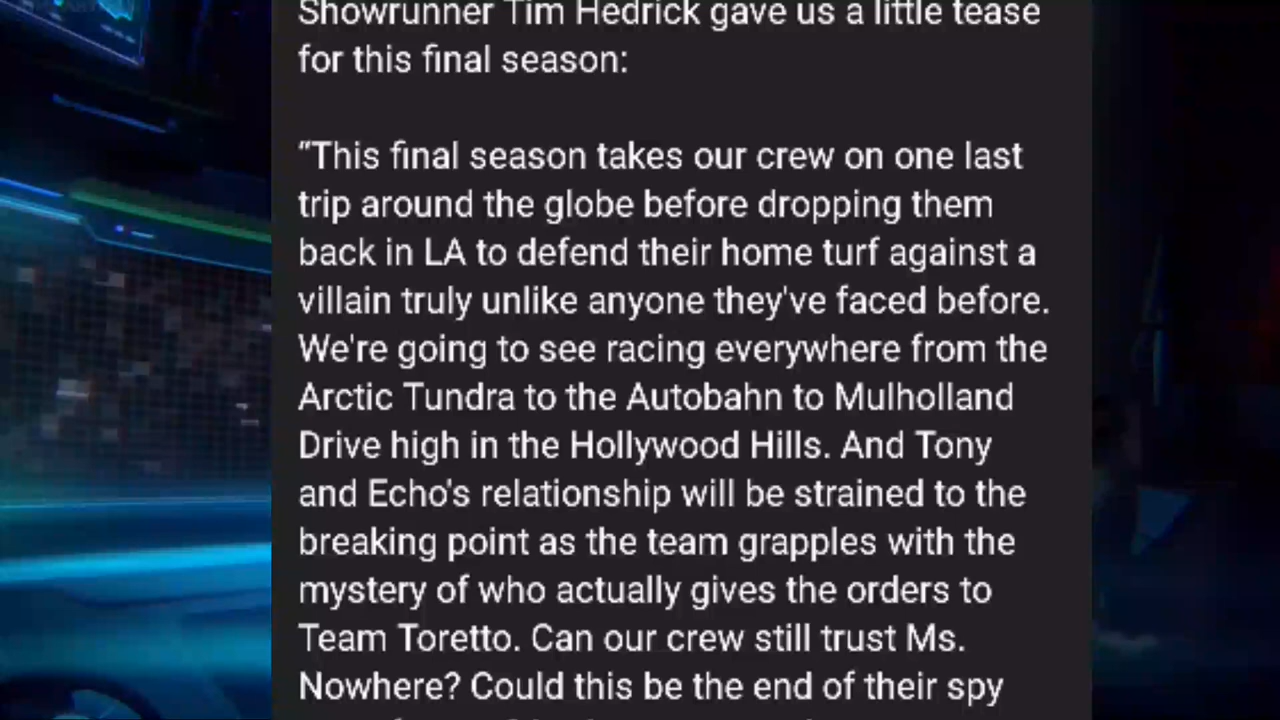 Showrunner Tim Hedrick gave us a little tease
for this final season:
“This final season takes our crew on one last
trip around the globe before dropping them
back in LA to defend their home turf against a
villain truly unlike anyone they've faced before.
We're going to see racing everywhere from the
Arctic Tundra to the Autobahn to Mulholland
Drive high in the Hollywood Hills. And Tony
and Echo's relationship will be strained to the
breaking point as the team grapples with the
mystery of who actually gives the orders to
Team Toretto. Can our crew still trust Ms.
Nowhere? Could this be the end of their spy